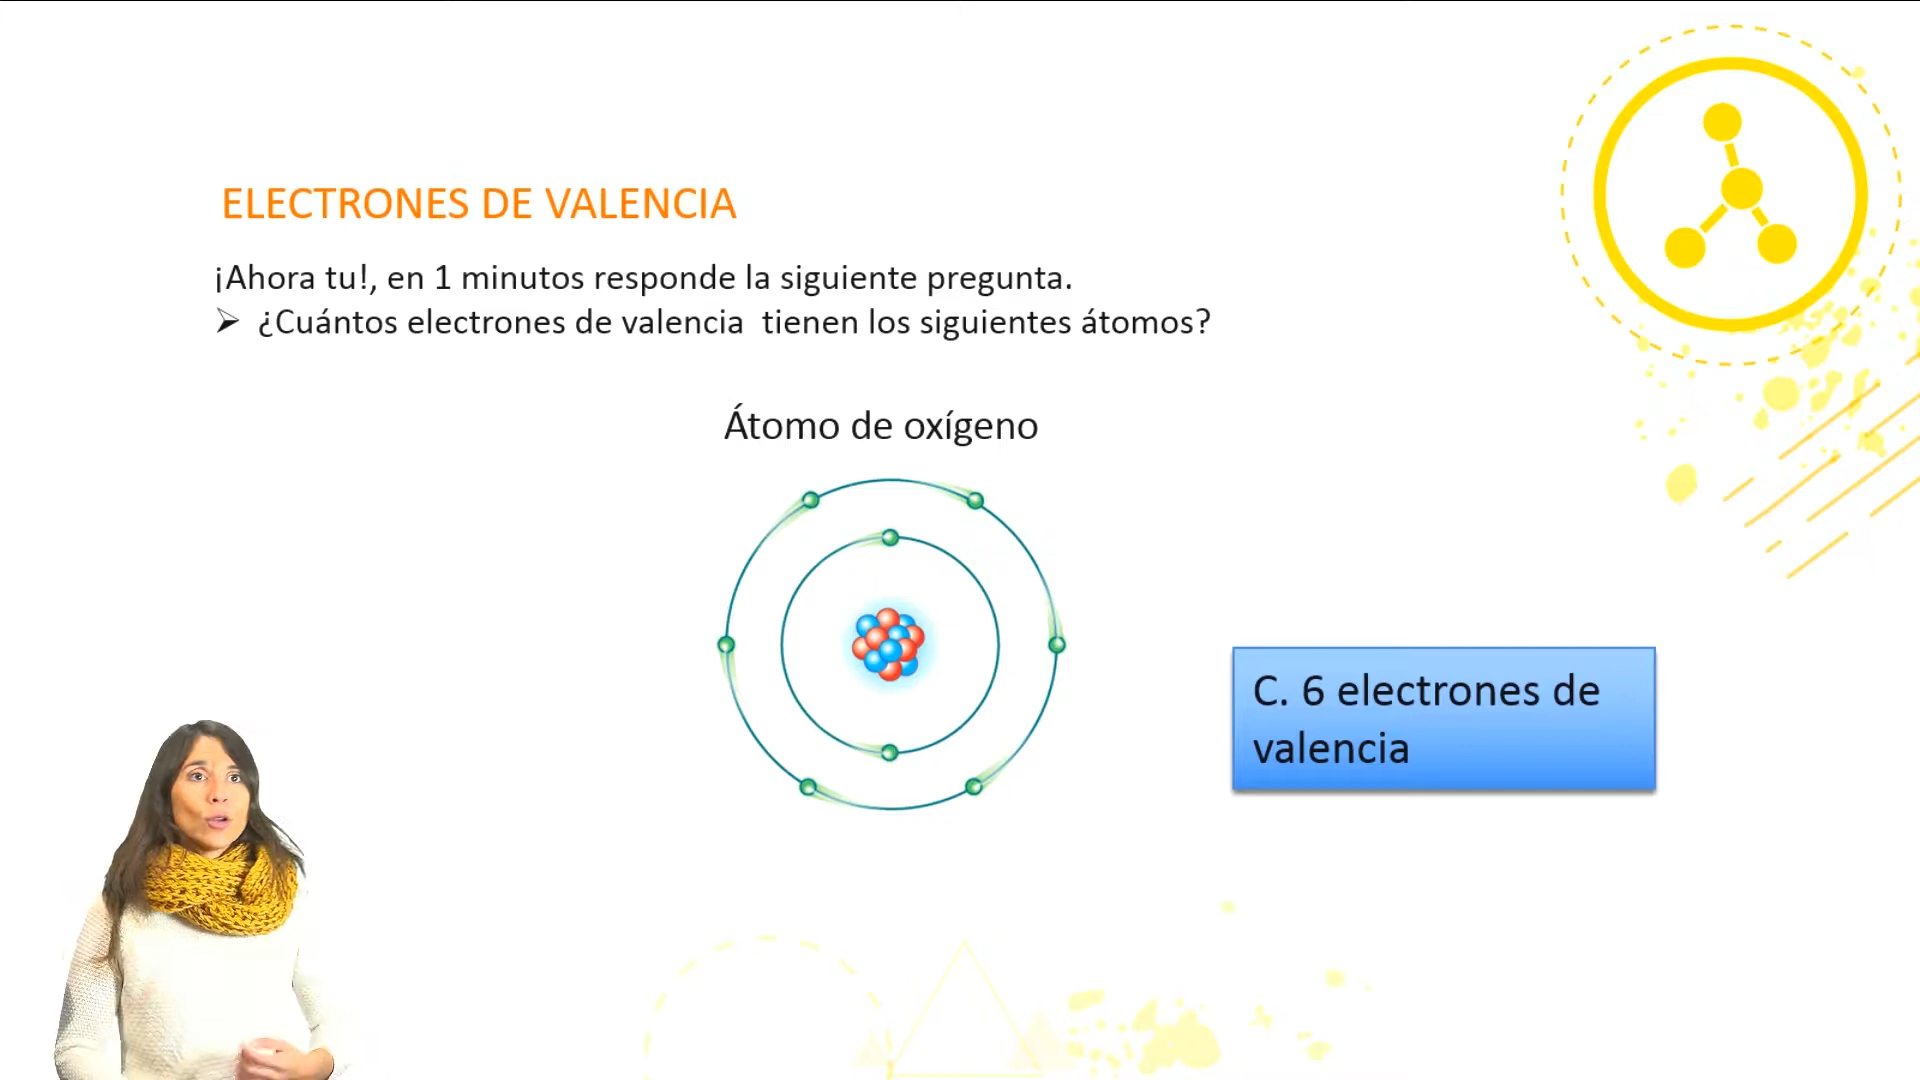 ELECTRONES DE VALENCIA
¡Ahora tu!, en 1 minutos responde la siguiente pregunta.
➢ ¿Cuántos electrones de valencia  tienen los siguientes átomos?
Átomo de oxígeno
C. 6 electrones de
valencia